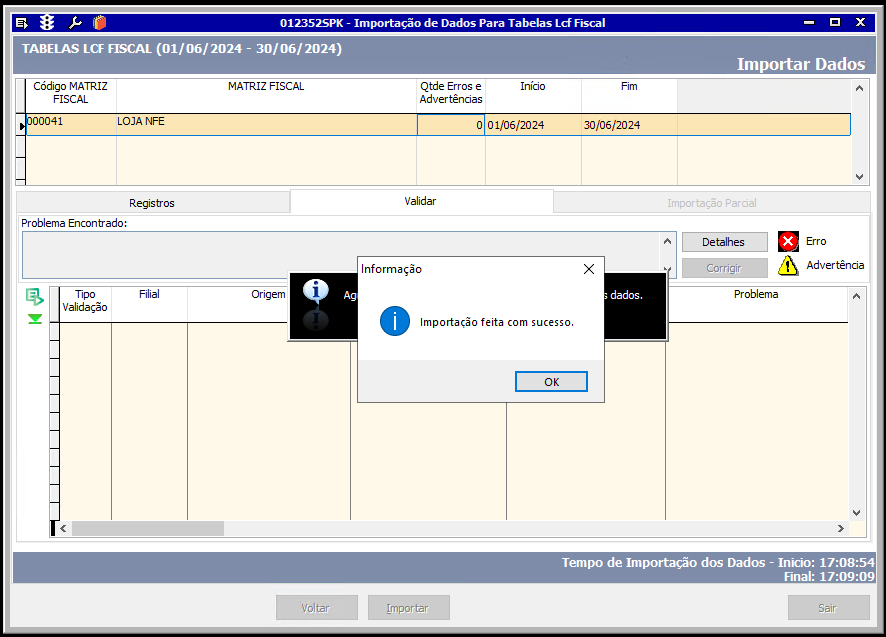 012352SPK - Importação de Dados Para Tabelas Lcf Fiscal
TABELAS LCF FISCAL (01/06/2024 - 30/06/2024)
Importar Dados
Código MATRIZ FISCAL
MATRIZ FISCAL
Qtde Erros e Advertências
Início
Fim
000041
LOJA NFE
0
01/06/2024
30/06/2024
Registros
Validar
Importação Parcial
Problema Encontrado:
Detalhes
Erro
Corrigir
Advertência
Tipo Validação
Filial
Origem
Problema
s dados.
Informação
Importação feita com sucesso.
OK
Tempo de Importação dos Dados - Inicio: 17:08:54
Final: 17:09:09
Voltar
Importar
Sair